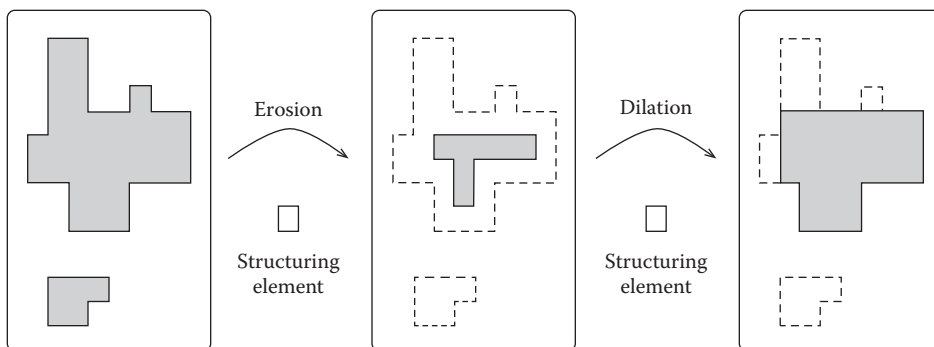 Erosion
Structuring
element
Dilation
Structuring
element